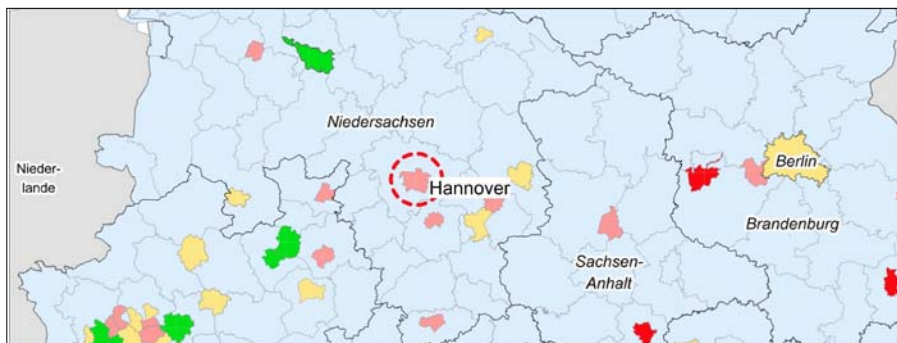 Niedersachsen
Nieder-
lande
Hannover
Berlin
Brandenburg
Sachsen-
Anhalt